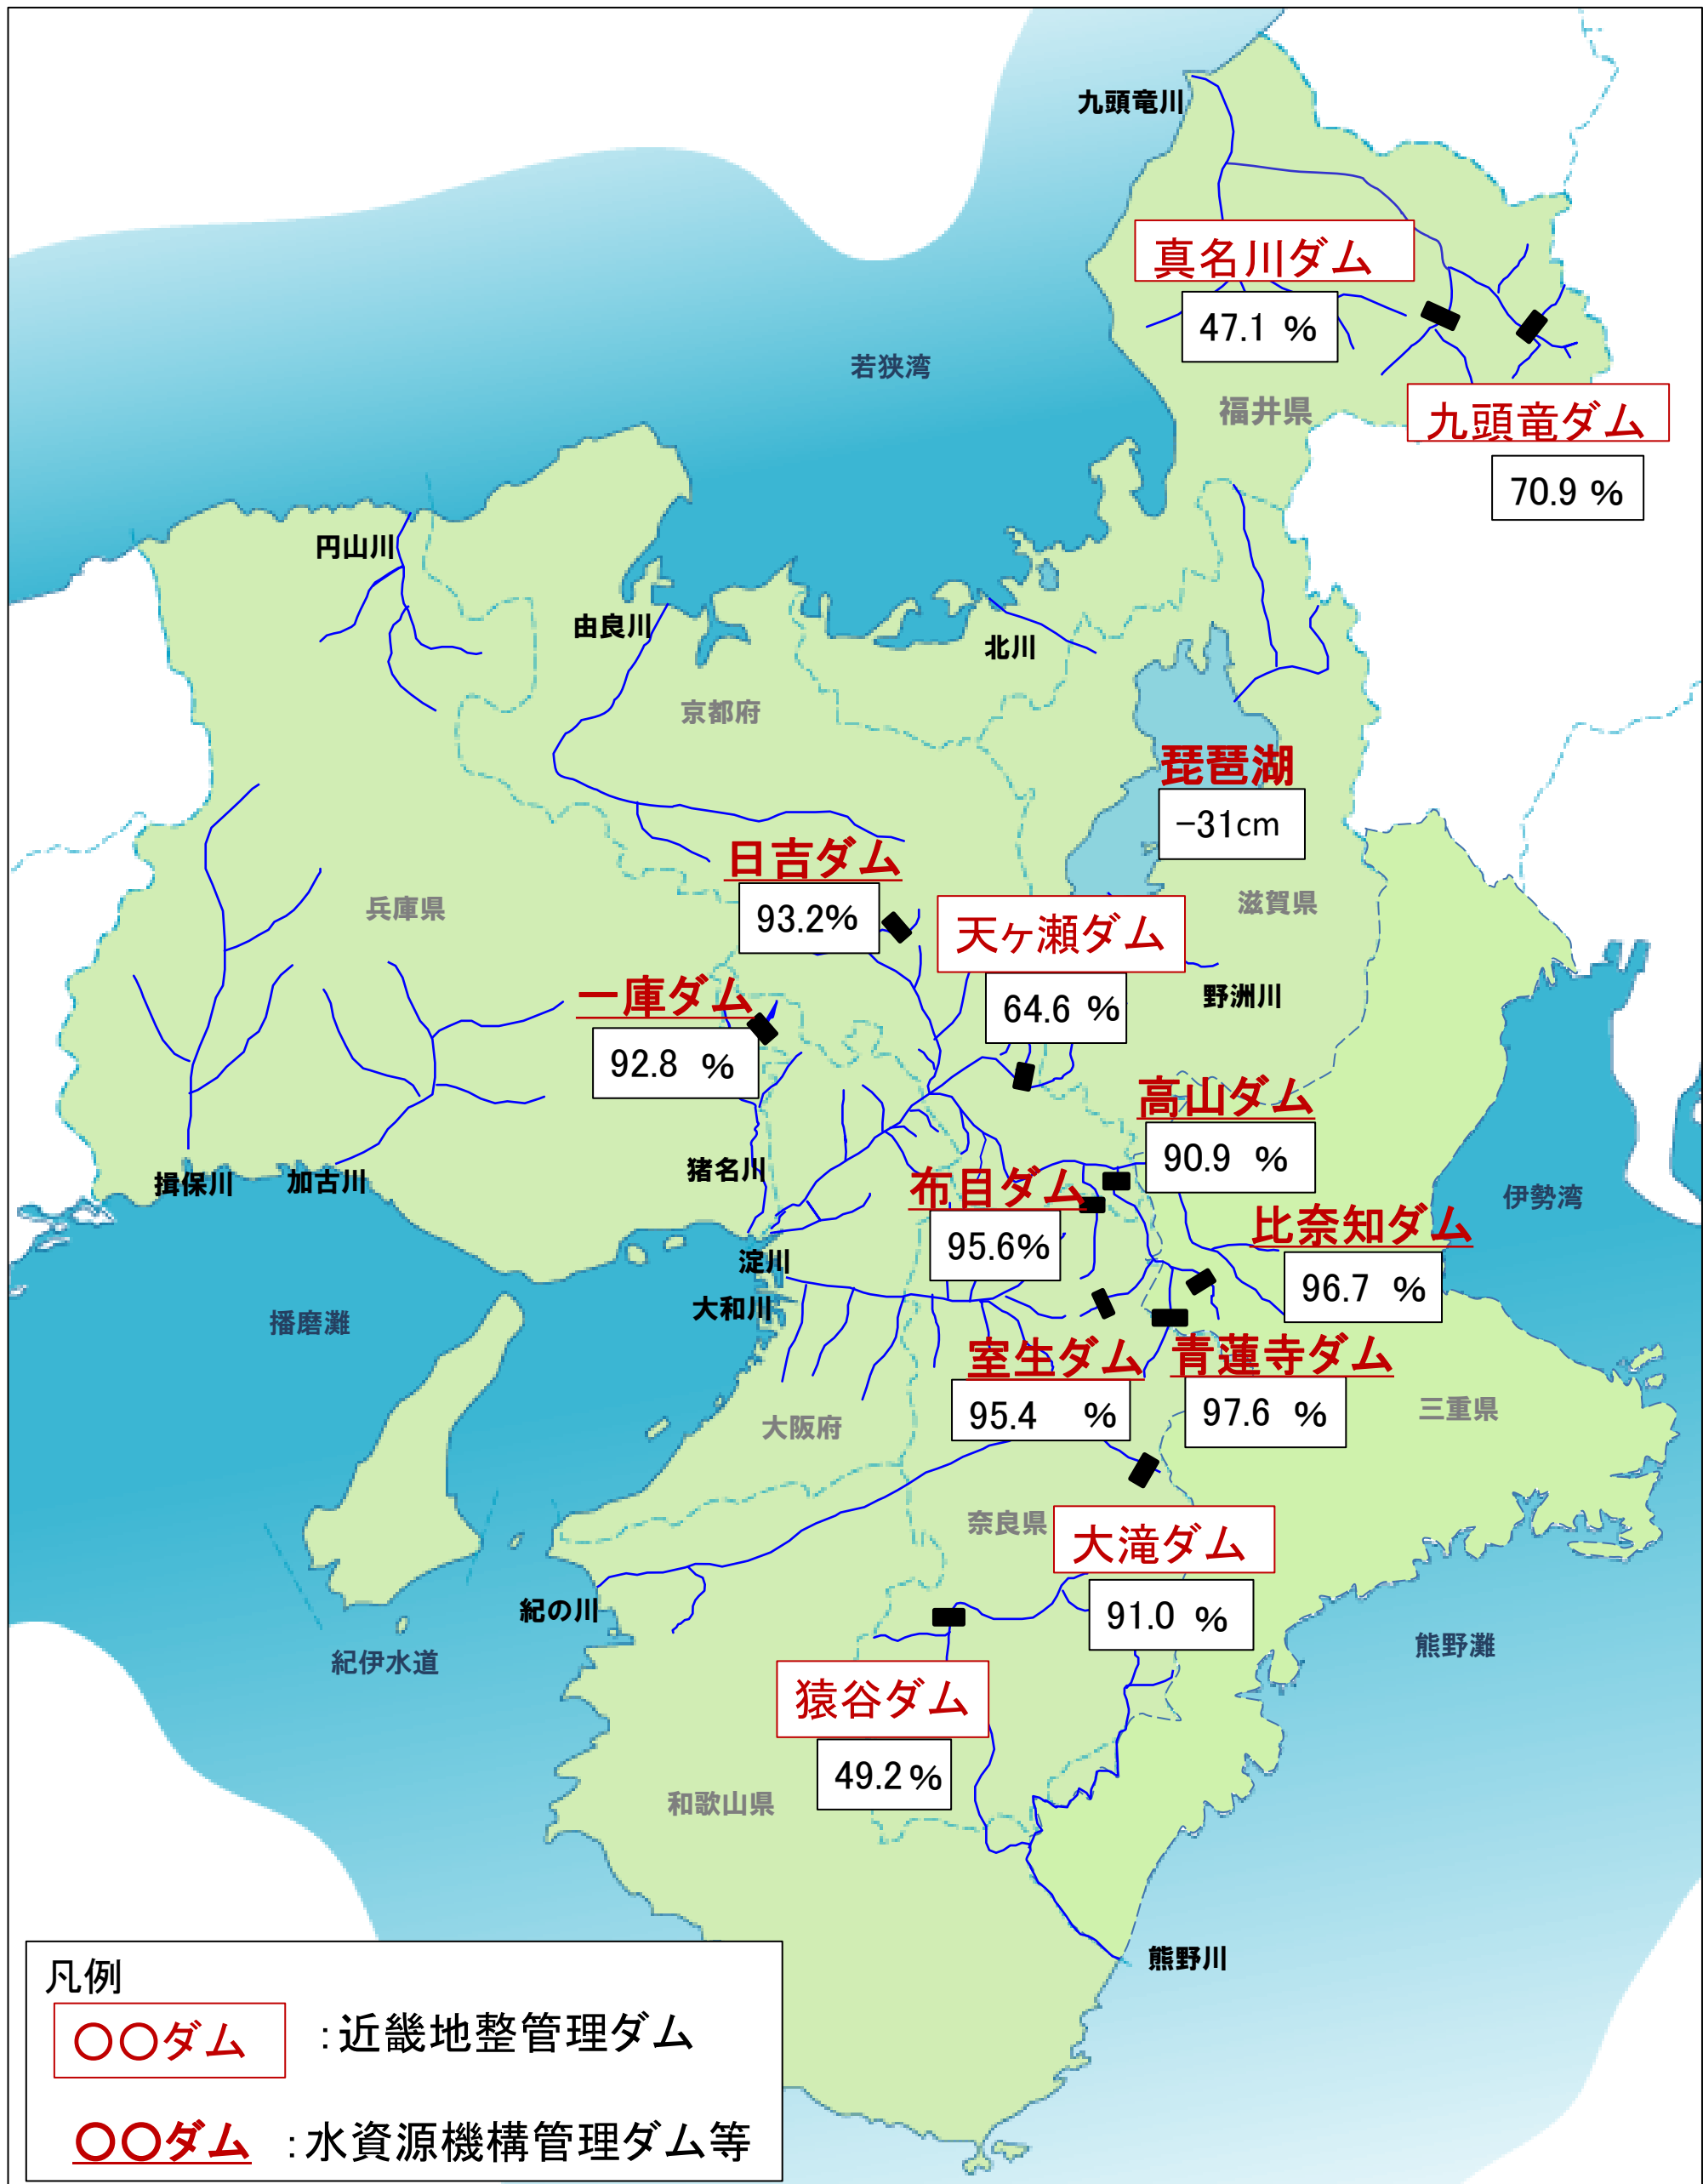 九頭竜川
真名川ダム
47.1 %
若狭湾
福井県
九頭竜ダム
70.9 %
円山川
由良川
北川
京都府
琵琶湖
-31cm
日吉ダム
93.2%
兵庫県
滋賀県
天ヶ瀬ダム
64.6 %
野洲川
一庫ダム
92.8 %
高山ダム
90.9 %
猪名川
揖保川
加古川
布目ダム
95.6%
伊勢湾
比奈知ダム
96.7 %
淀川
大和川
播磨灘
室生ダム
95.4 %
青蓮寺ダム
97.6 %
大阪府
三重県
奈良県
大滝ダム
91.0 %
紀の川
紀伊水道
熊野灘
猿谷ダム
49.2 %
和歌山県
熊野川
凡例
〇〇ダム :近畿地整管理ダム
〇〇ダム :水資源機構管理ダム等